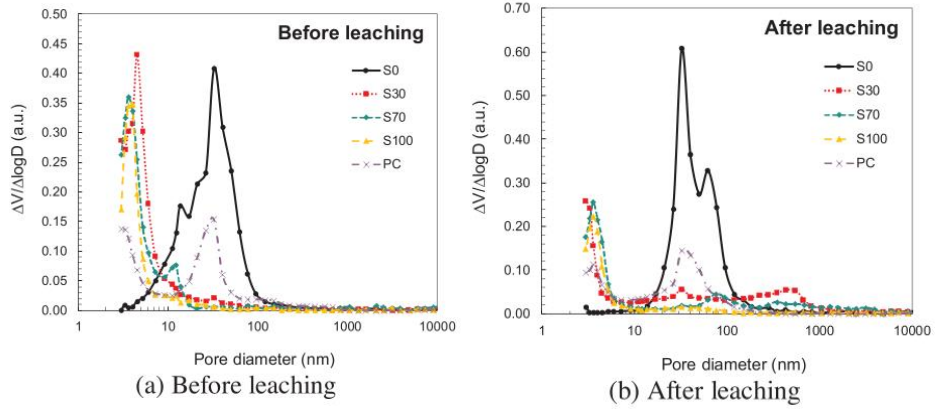 Before leaching
0.50
0.45
0.40
0.35
0.30
0.25
0.20
0.15
0.10
0.05
0.00
ΔV/ΔlogD (a.u.)
S0
S30
S70
S100
PC
1 10 100 1000 10000
Pore diameter (nm)
(a) Before leaching
After leaching
0.70
0.60
0.50
0.40
0.30
0.20
0.10
0.00
ΔV/ΔlogD (a.u.)
S0
S30
S70
S100
PC
1 10 100 1000 10000
Pore diameter (nm)
(b) After leaching